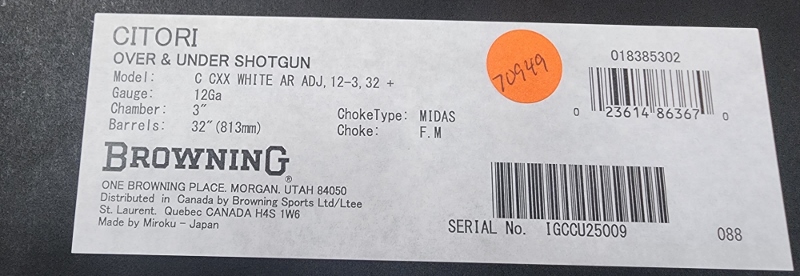 CITORI
OVER & UNDER SHOTGUN
Model: C CXX WHITE AR ADJ, 12-3, 32 +
Gauge: 12Ga
Chamber: 3"
Barrels: 32"(813mm)
ChokeType: MIDAS
Choke: F.M
BROWNING®
ONE BROWNING PLACE. MORGAN. UTAH 84050
Distributed in Canada by Browning Sports Ltd/Ltee
St. Laurent. Quebec CANADA H4S 1W6
Made by Miroku - Japan
70949
018385302
0 23614 86367 0
SERIAL No. IGCCU25009
088